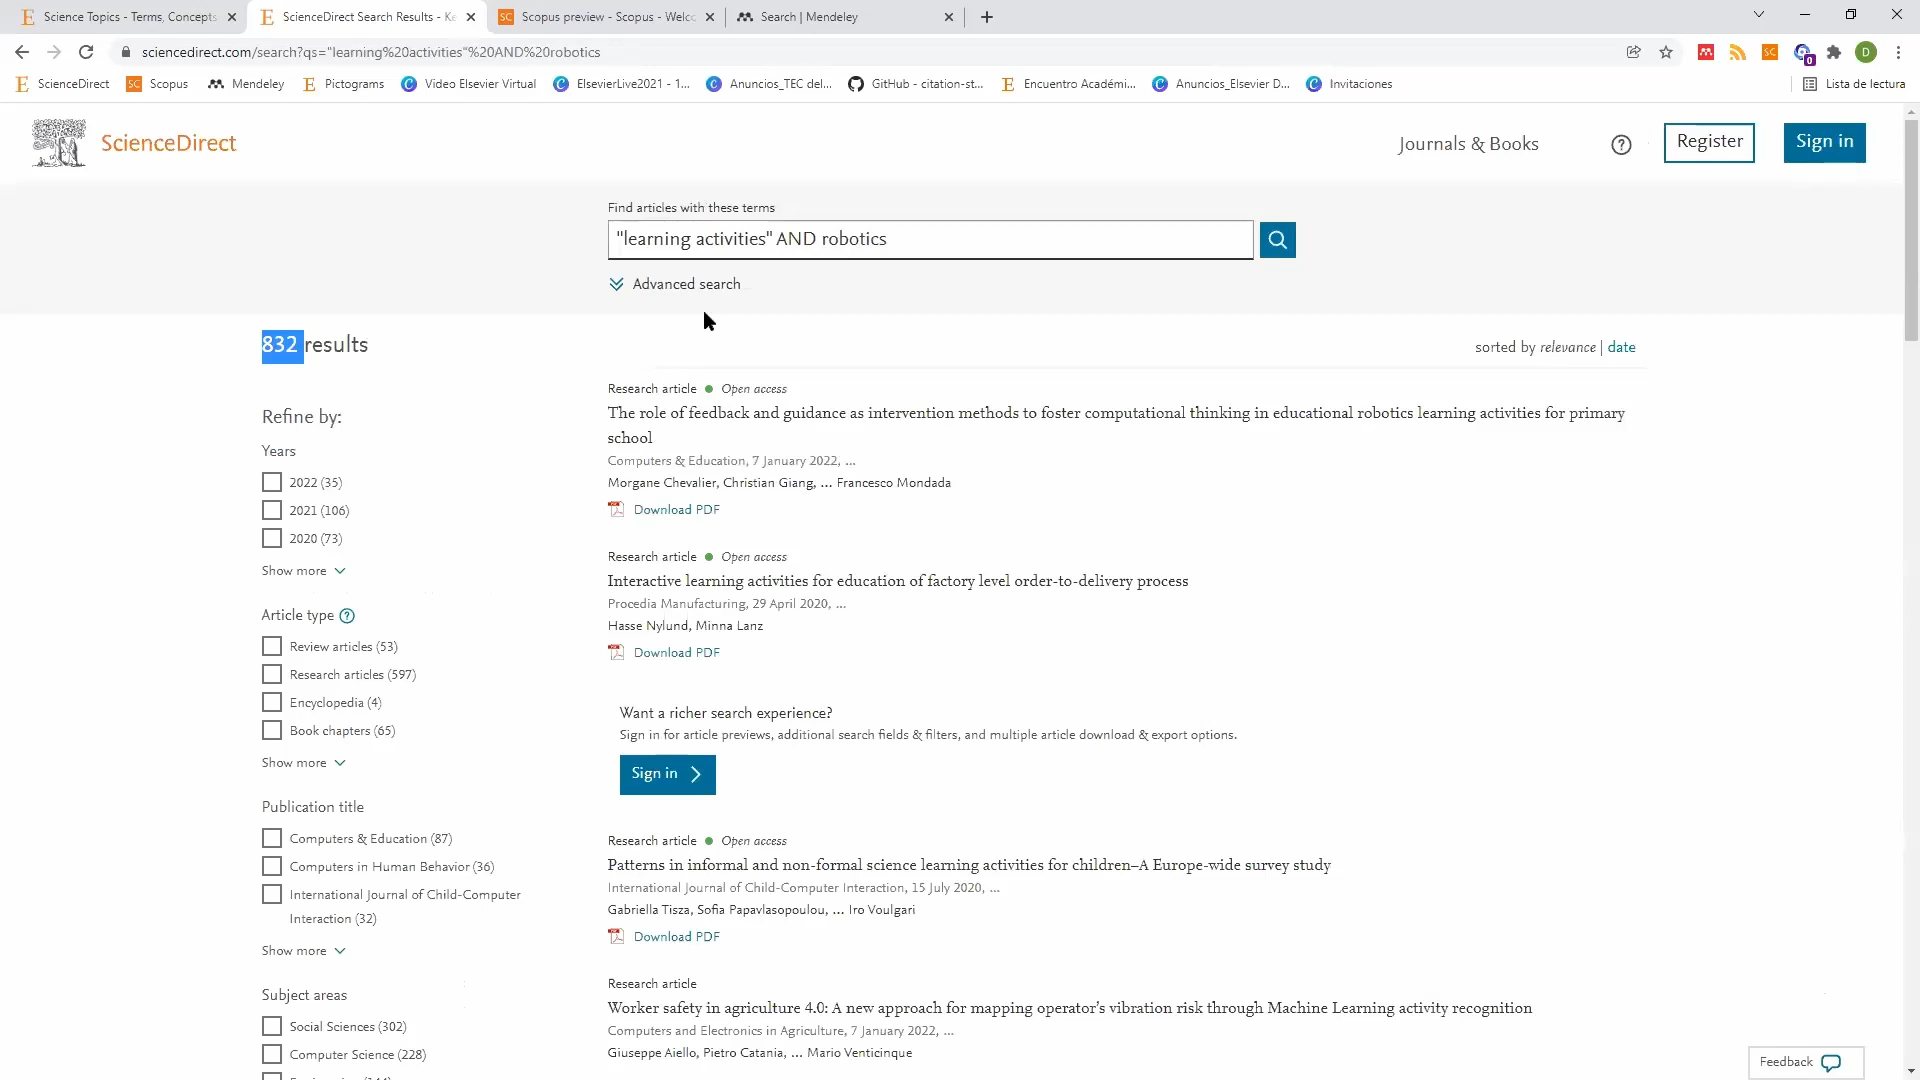 Science Topics - Terms, Concepts
ScienceDirect Search Results - Ke
SC Scopus preview - Scopus - Welc
Search | Mendeley
sciencedirect.com/search?qs="learning%20activities"%20AND%20robotics
SC
0
D
ScienceDirect
SC Scopus
Mendeley
Pictograms
Video Elsevier Virtual
ElsevierLive2021 - 1...
Anuncios_TEC del...
GitHub - citation-st...
Encuentro Académi...
Anuncios_Elsevier D...
Invitaciones
Lista de lectura
ScienceDirect
Journals & Books
?
Register
Sign in
Find articles with these terms
"learning activities" AND robotics
Advanced search
832 results
sorted by relevance | date
Refine by:
Years
2022 (35)
2021 (106)
2020 (73)
Show more
Article type ?
Review articles (53)
Research articles (597)
Encyclopedia (4)
Book chapters (65)
Show more
Publication title
Computers & Education (87)
Computers in Human Behavior (36)
International Journal of Child-Computer
Interaction (32)
Show more
Subject areas
Social Sciences (302)
Computer Science (228)
Research article ● Open access
The role of feedback and guidance as intervention methods to foster computational thinking in educational robotics learning activities for primary
school
Computers & Education, 7 January 2022, ...
Morgane Chevalier, Christian Giang, ... Francesco Mondada
Download PDF
Research article ● Open access
Interactive learning activities for education of factory level order-to-delivery process
Procedia Manufacturing, 29 April 2020, ...
Hasse Nylund, Minna Lanz
Download PDF
Want a richer search experience?
Sign in for article previews, additional search fields & filters, and multiple article download & export options.
Sign in
Research article ● Open access
Patterns in informal and non-formal science learning activities for children–A Europe-wide survey study
International Journal of Child-Computer Interaction, 15 July 2020, ...
Gabriella Tisza, Sofia Papavlasopoulou, ... Iro Voulgari
Download PDF
Research article
Worker safety in agriculture 4.0: A new approach for mapping operator's vibration risk through Machine Learning activity recognition
Computers and Electronics in Agriculture, 7 January 2022, ...
Giuseppe Aiello, Pietro Catania, ... Mario Venticinque
Feedback